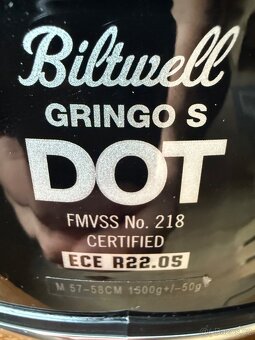 Biltwell
GRINGO S
DOT
FMVSS No. 218
CERTIFIED
ECE R22.05
M 57-58CM 1500g+/-50g